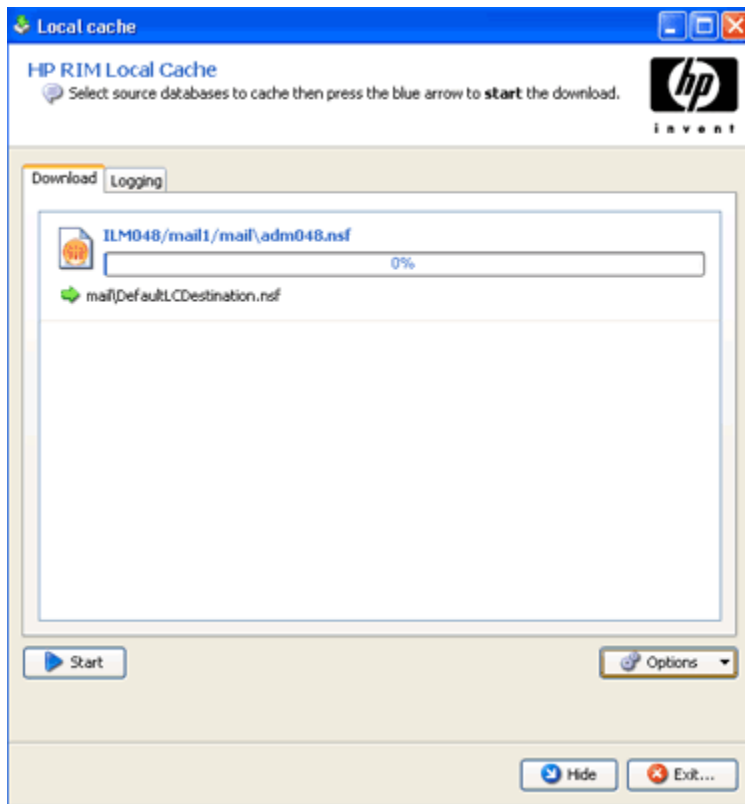 Local cache
HP RIM Local Cache
Select source databases to cache then press the blue arrow to start the download.
hp
invent
Download
Logging
ILM048/mail1/mail\adm048.nsf
0%
mail\DefaultLCDestination.nsf
Start
Options
Hide
Exit...